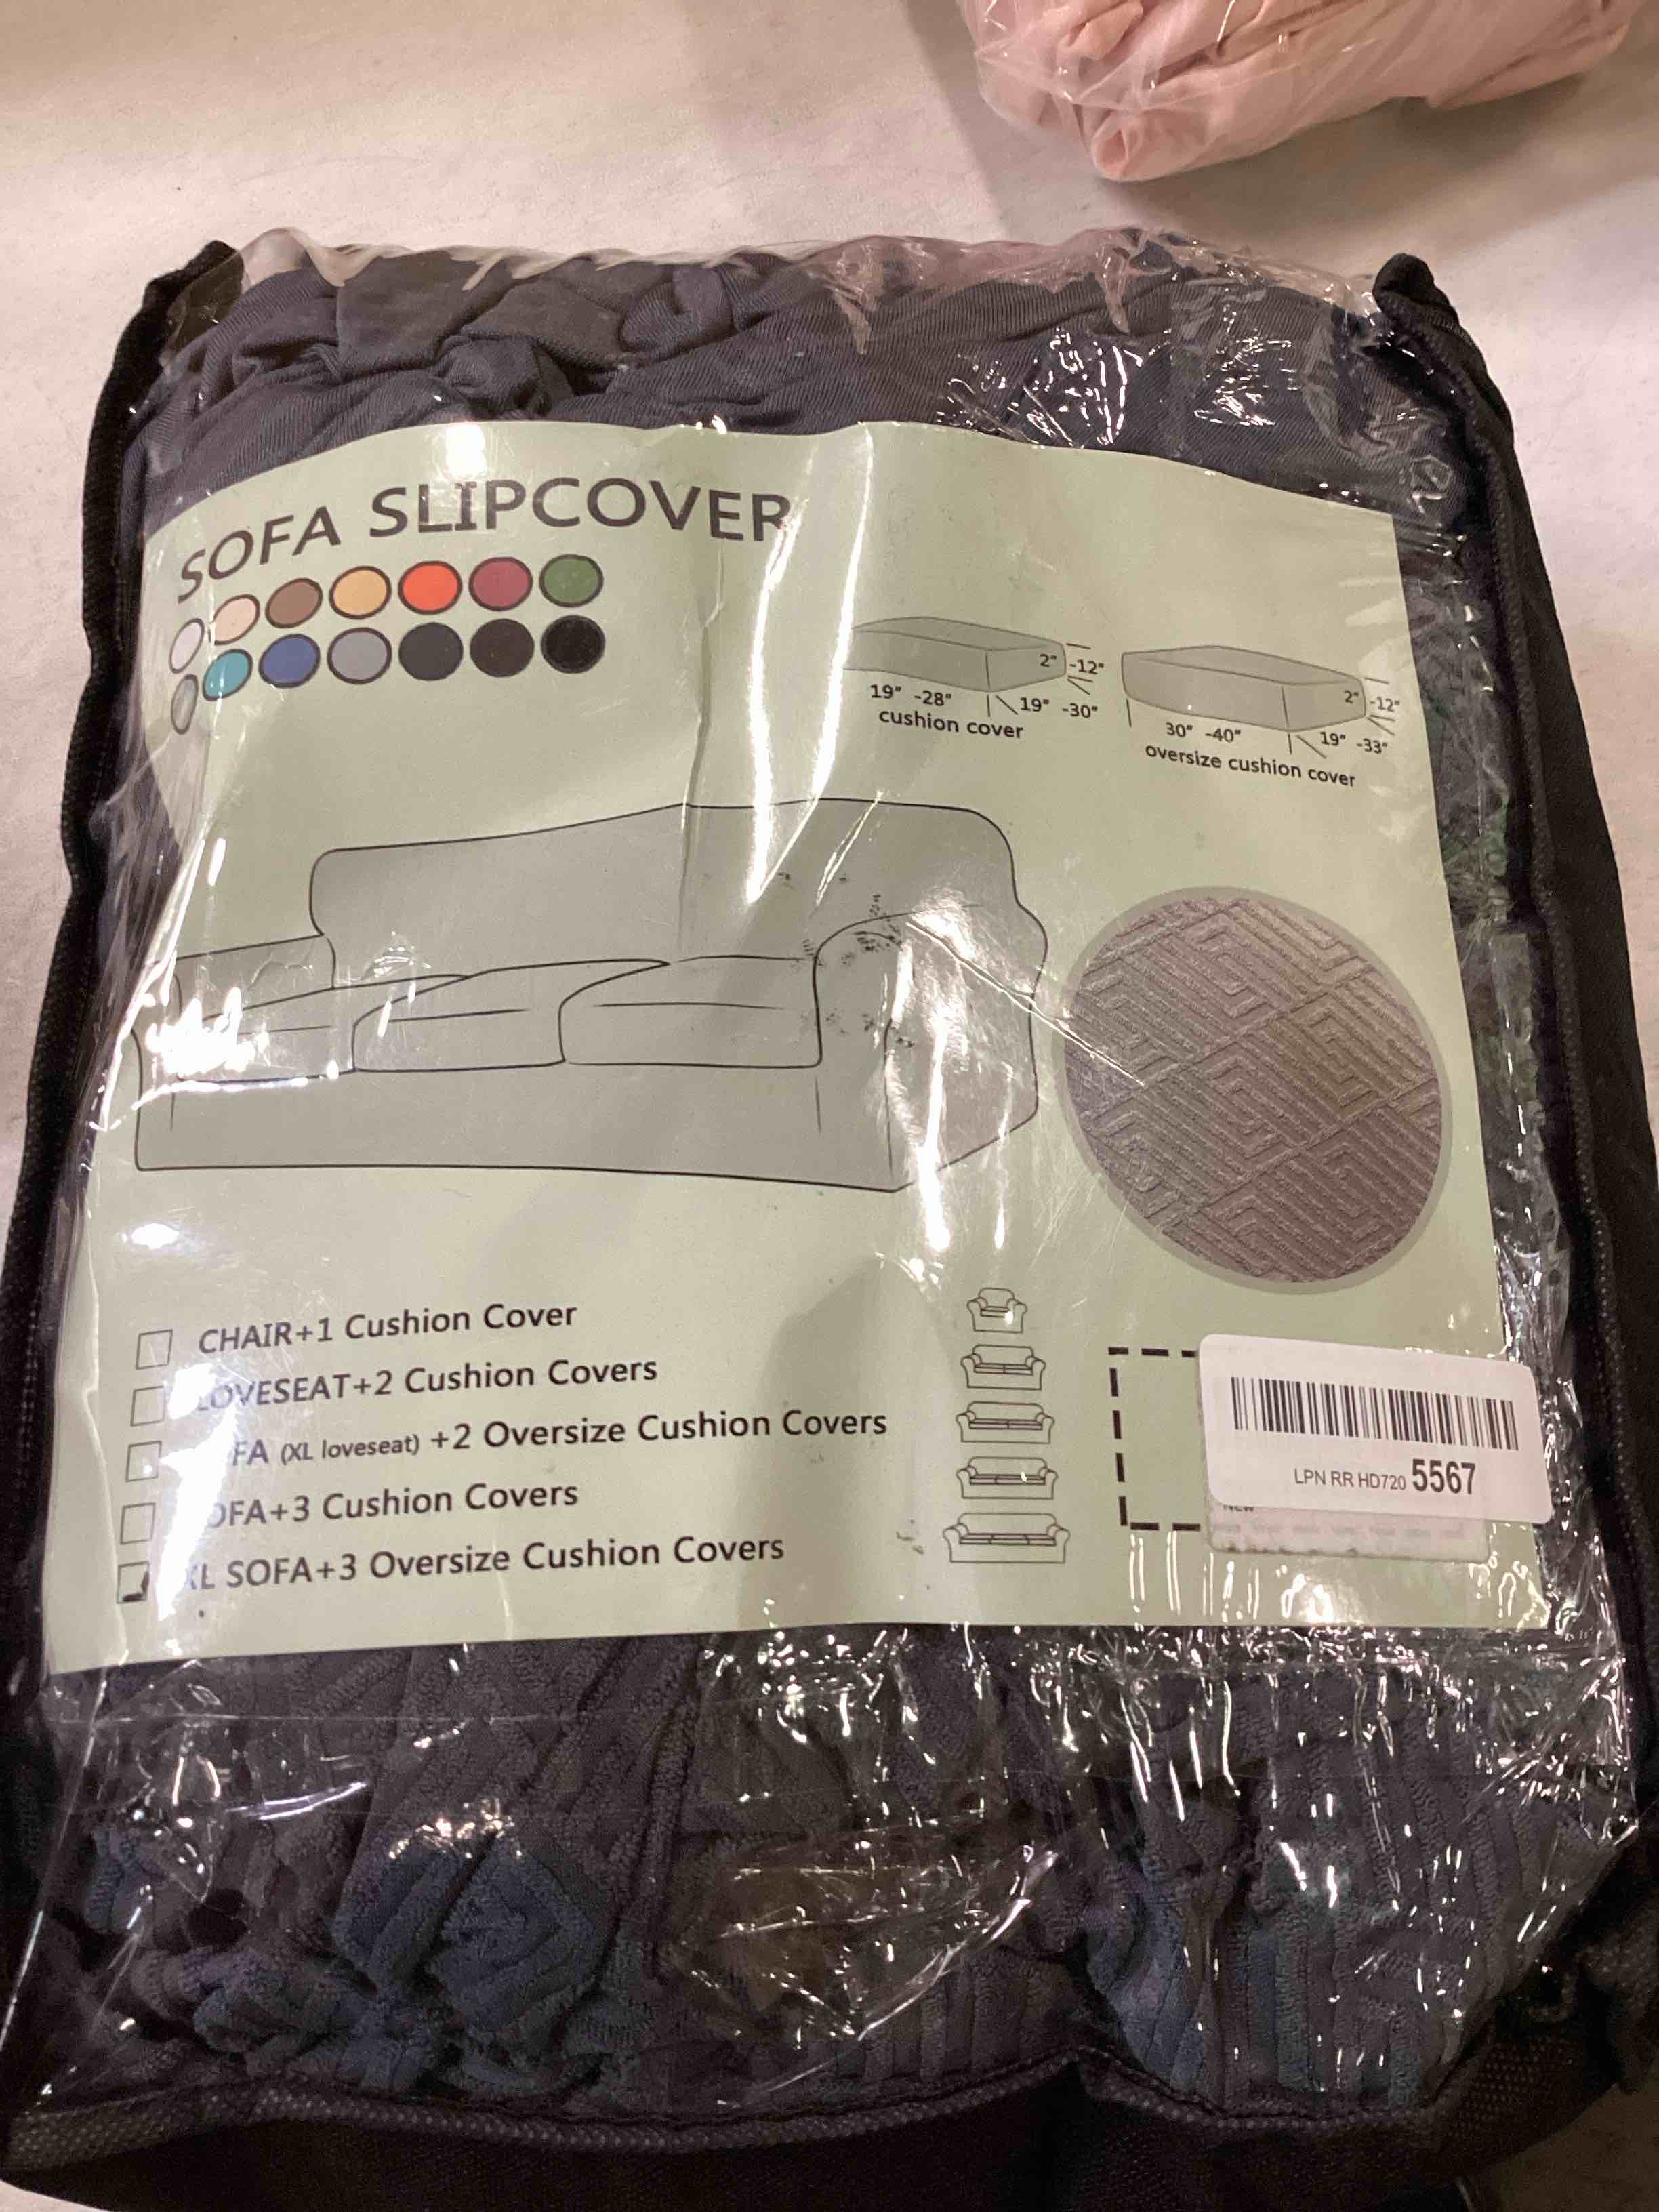 SOFA SLIPCOVER
2" -12"
19" -28"
19" -30"
cushion cover
2" -12"
30" -40"
19" -33"
oversize cushion cover
CHAIR+1 Cushion Cover
LOVESEAT+2 Cushion Covers
FA (XL loveseat) +2 Oversize Cushion Covers
OFA+3 Cushion Covers
XL SOFA+3 Oversize Cushion Covers
LPN RR HD720 5567